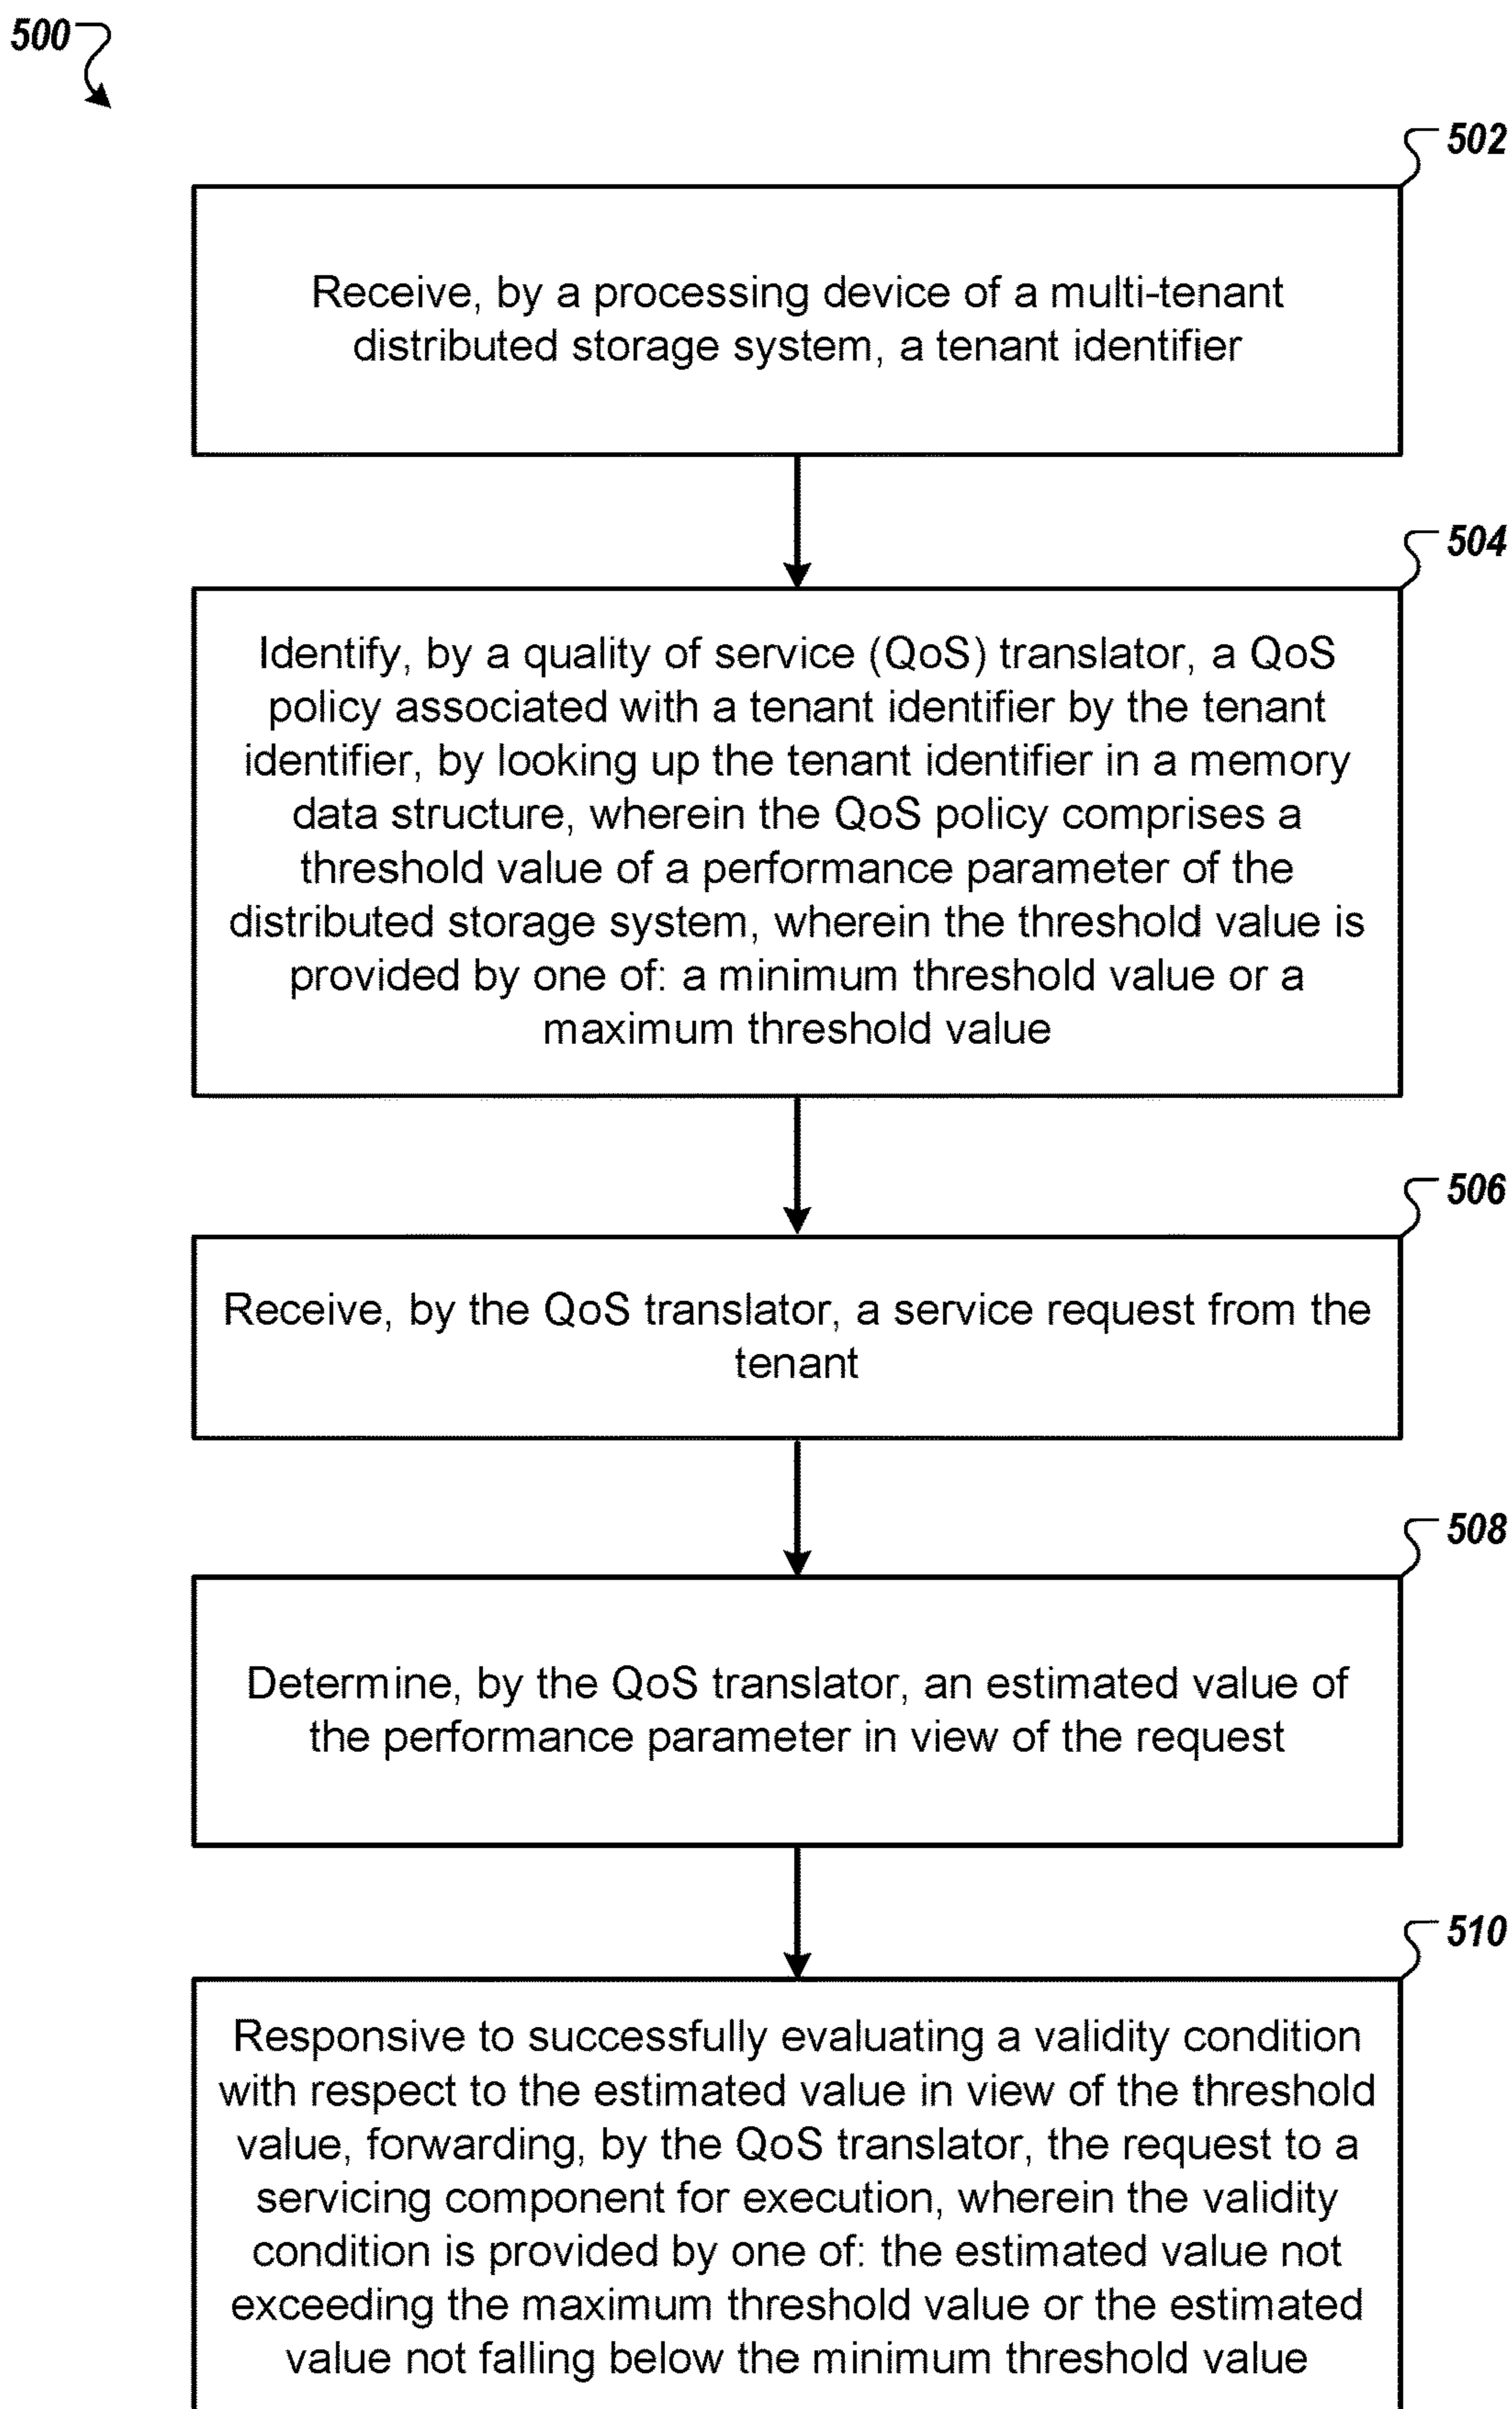 500
502
Receive, by a processing device of a multi-tenant
distributed storage system, a tenant identifier
504
Identify, by a quality of service (QoS) translator, a QoS
policy associated with a tenant identifier by the tenant
identifier, by looking up the tenant identifier in a memory
data structure, wherein the QoS policy comprises a
threshold value of a performance parameter of the
distributed storage system, wherein the threshold value is
provided by one of: a minimum threshold value or a
maximum threshold value
506
Receive, by the QoS translator, a service request from the
tenant
508
Determine, by the QoS translator, an estimated value of
the performance parameter in view of the request
510
Responsive to successfully evaluating a validity condition
with respect to the estimated value in view of the threshold
value, forwarding, by the QoS translator, the request to a
servicing component for execution, wherein the validity
condition is provided by one of: the estimated value not
exceeding the maximum threshold value or the estimated
value not falling below the minimum threshold value